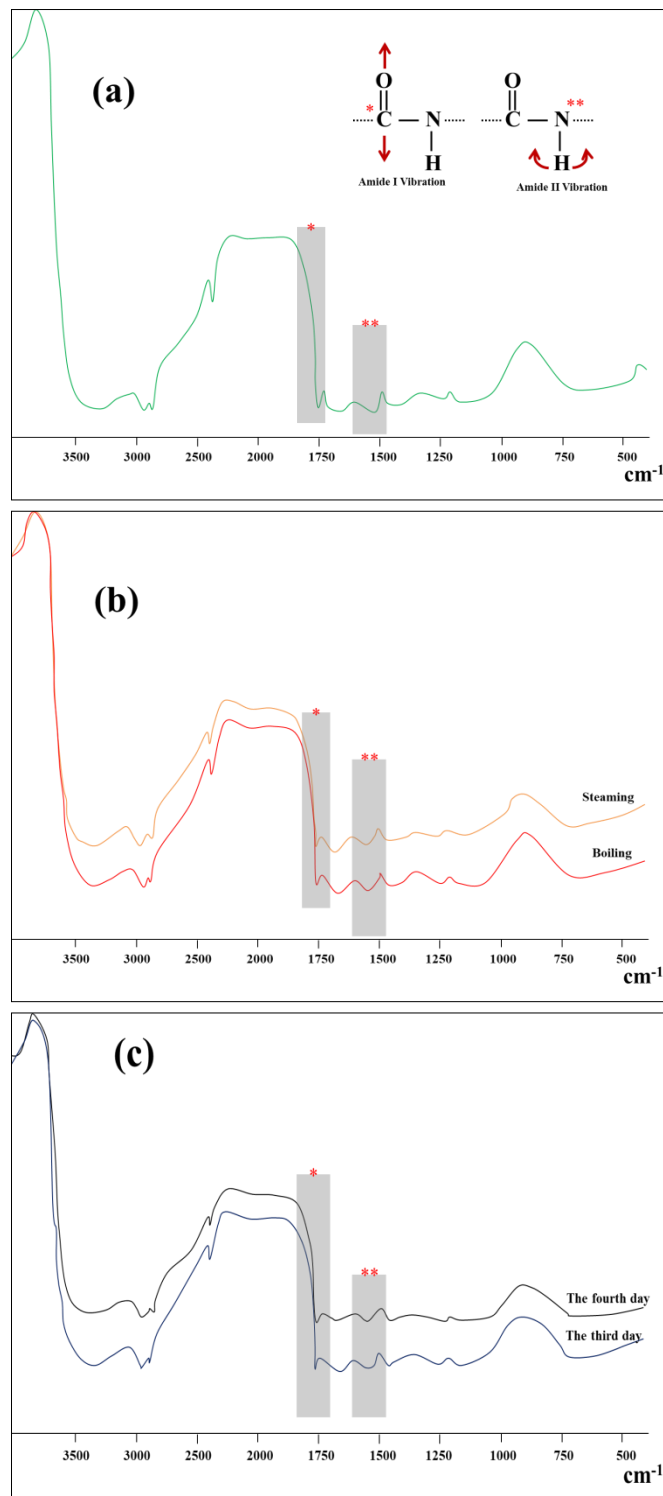 (a)
O
O
*
**
C
N
C
N
H
H
Amide I Vibration
Amide II Vibration
*
**
3500 3000 2500 2000 1750 1500 1250 1000 750 500
cm-1
(b)
*
**
Steaming
Boiling
3500 3000 2500 2000 1750 1500 1250 1000 750 500
cm-1
(c)
*
**
The fourth day
The third day
3500 3000 2500 2000 1750 1500 1250 1000 750 500
cm-1